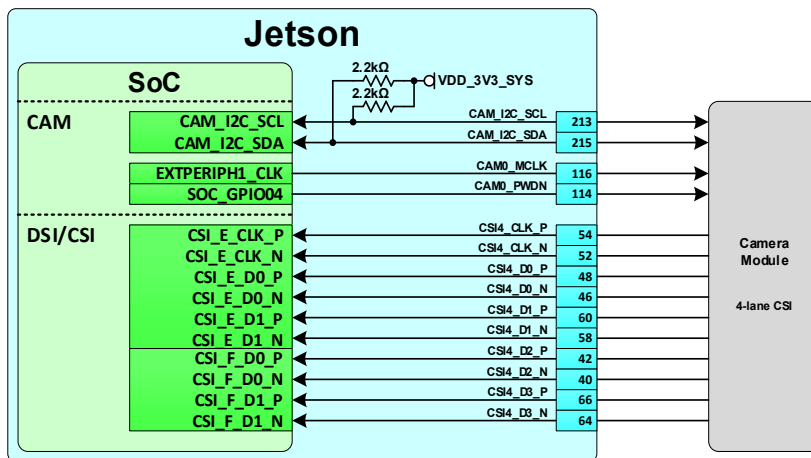 Jetson
SoC
2.2kΩ
VDD_3V3_SYS
2.2kΩ
CAM
CAM_I2C_SCL
CAM_I2C_SCL
213
CAM_I2C_SDA
CAM_I2C_SDA
215
EXTPERIPH1_CLK
CAM0_MCLK
116
SOC_GPIO04
CAM0_PWDN
114
DSI/CSI
CSI_E_CLK_P
CSI4_CLK_P
54
CSI_E_CLK_N
CSI4_CLK_N
52
CSI_E_D0_P
CSI4_D0_P
48
CSI_E_D0_N
CSI4_D0_N
46
CSI_E_D1_P
CSI4_D1_P
60
CSI_E_D1_N
CSI4_D1_N
58
CSI_F_D0_P
CSI4_D2_P
42
CSI_F_D0_N
CSI4_D2_N
40
CSI_F_D1_P
CSI4_D3_P
66
CSI_F_D1_N
CSI4_D3_N
64
Camera
Module
4-lane CSI